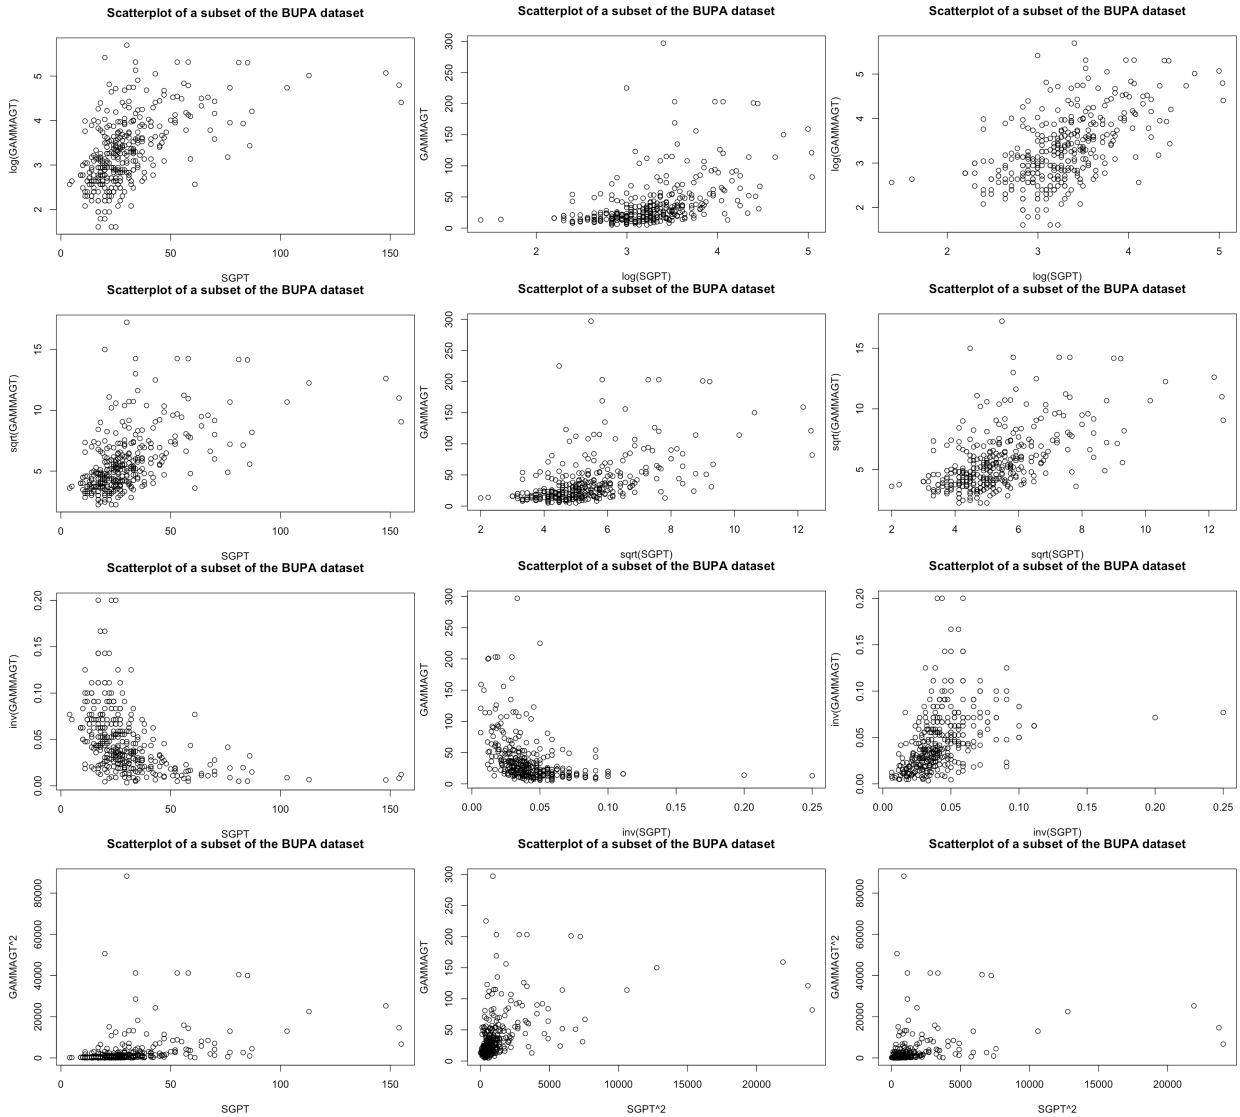 Scatterplot of a subset of the BUPA dataset
log(GAMMAGT)
5
4
3
2
0 50 100 150
SGPT
Scatterplot of a subset of the BUPA dataset
GAMMAGT
300
250
200
150
100
50
0
2 3 4 5
log(SGPT)
Scatterplot of a subset of the BUPA dataset
log(GAMMAGT)
5
4
3
2
2 3 4 5
log(SGPT)
Scatterplot of a subset of the BUPA dataset
sqrt(GAMMAGT)
15
10
5
0 50 100 150
SGPT
Scatterplot of a subset of the BUPA dataset
GAMMAGT
300
250
200
150
100
50
0
2 4 6 8 10 12
sqrt(SGPT)
Scatterplot of a subset of the BUPA dataset
sqrt(GAMMAGT)
15
10
5
2 4 6 8 10 12
sqrt(SGPT)
Scatterplot of a subset of the BUPA dataset
inv(GAMMAGT)
0.20
0.15
0.10
0.05
0.00
0 50 100 150
SGPT
Scatterplot of a subset of the BUPA dataset
GAMMAGT
300
250
200
150
100
50
0
0.00 0.05 0.10 0.15 0.20 0.25
inv(SGPT)
Scatterplot of a subset of the BUPA dataset
inv(GAMMAGT)
0.20
0.15
0.10
0.05
0.00
0.00 0.05 0.10 0.15 0.20 0.25
inv(SGPT)
Scatterplot of a subset of the BUPA dataset
GAMMAGT^2
80000
60000
40000
20000
0
0 50 100 150
SGPT
Scatterplot of a subset of the BUPA dataset
GAMMAGT
300
250
200
150
100
50
0
0 5000 10000 15000 20000
SGPT^2
Scatterplot of a subset of the BUPA dataset
GAMMAGT^2
80000
60000
40000
20000
0
0 5000 10000 15000 20000
SGPT^2